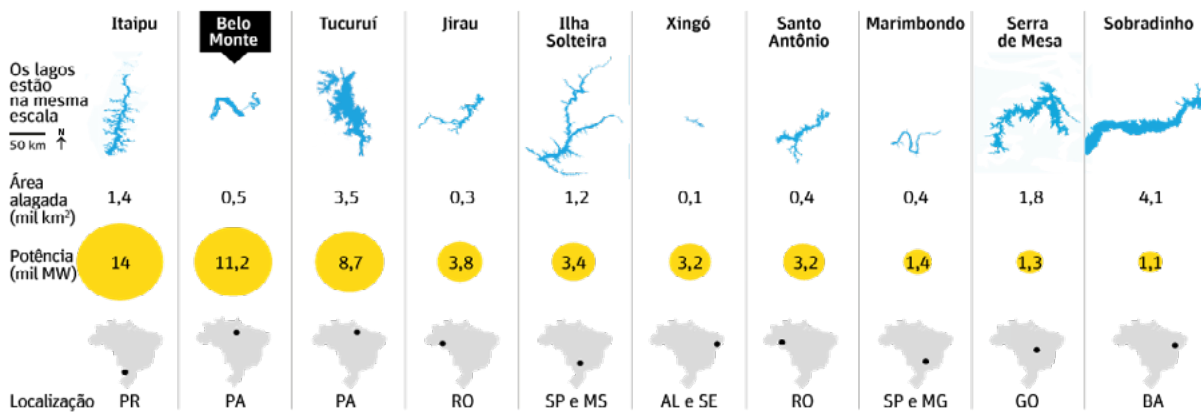 Itaipu
Belo
Monte
Tucuruí
Jirau
Ilha
Solteira
Xingó
Santo
Antônio
Marimbondo
Serra
de Mesa
Sobradinho
Os lagos
estão
na mesma
escala
50 km
N
Área
alagada
(mil km²)
1,4
0,5
3,5
0,3
1,2
0,1
0,4
0,4
1,8
4,1
Potência
(mil MW)
14
11,2
8,7
3,8
3,4
3,2
3,2
1,4
1,3
1,1
Localização
PR
PA
PA
RO
SP e MS
AL e SE
RO
SP e MG
GO
BA